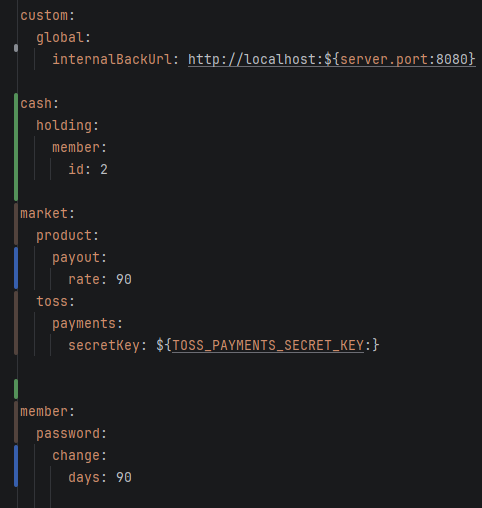 custom:
  global:
    internalBackUrl: http://localhost:${server.port:8080}

cash:
  holding:
    member:
      id: 2

market:
  product:
    payout:
      rate: 90
  toss:
    payments:
      secretKey: ${TOSS_PAYMENTS_SECRET_KEY:}


member:
  password:
    change:
      days: 90